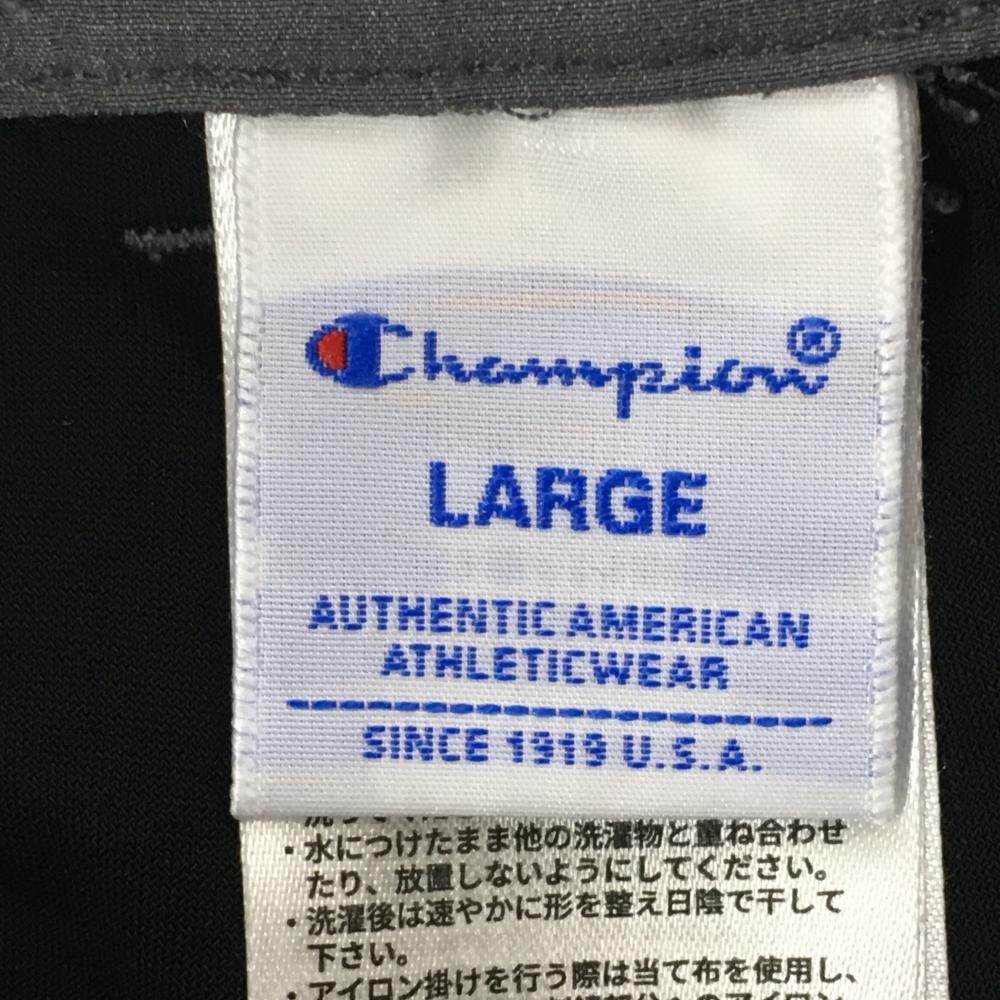 Champion®
LARGE
AUTHENTIC AMERICAN
ATHLETICWEAR
SINCE 1919 U.S.A.
・水につけたまま他の洗濯物と重ね合わせ
たり、放置しないようにしてください。
・洗濯後は速やかに形を整え日陰で干して
下さい。
・アイロン掛けを行う際は当て布を使用し、